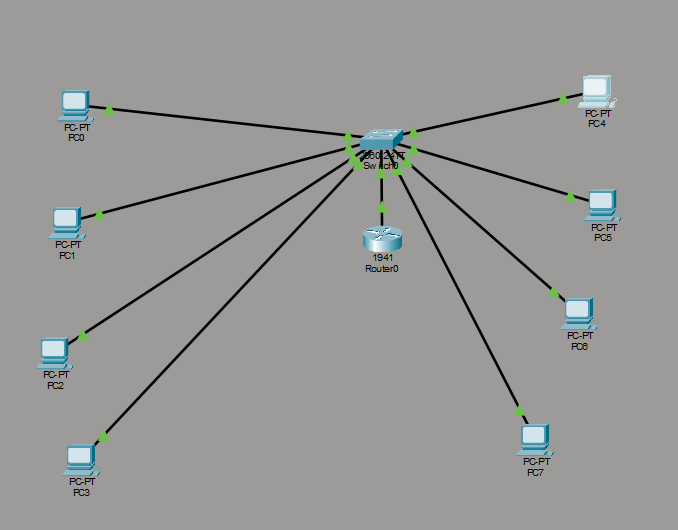 PC-PT
PC0
PC-PT
PC4
Switch0
PC-PT
PC1
PC-PT
PC5
1941
Router0
PC-PT
PC6
PC-PT
PC2
PC-PT
PC3
PC-PT
PC7